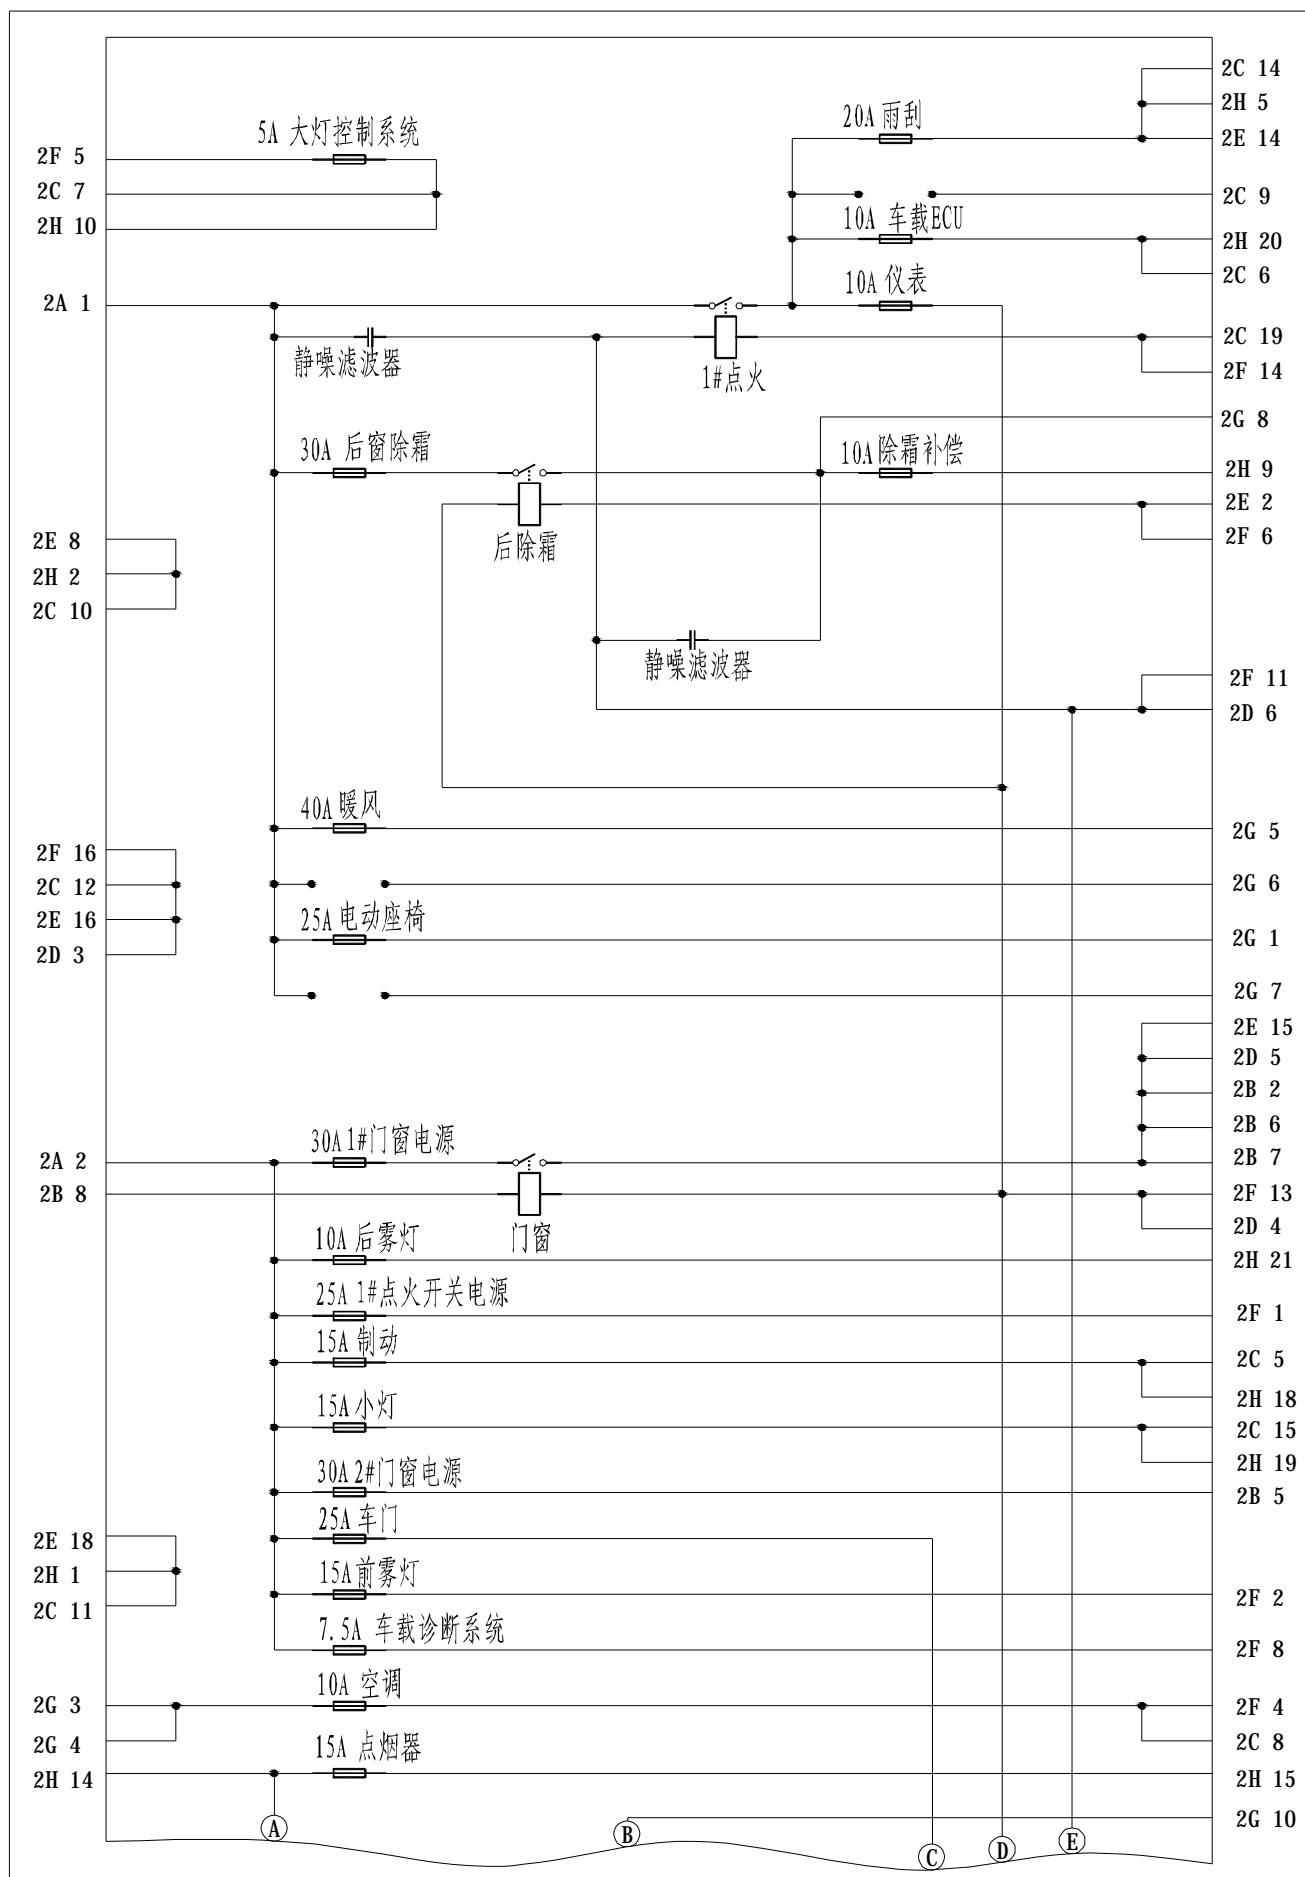 2C 14
2H 5
20A 雨刮
2E 14
5A 大灯控制系统
2F 5
2C 7
2C 9
2H 10
10A 车载ECU
2H 20
2C 6
10A 仪表
2A 1
2C 19
静噪滤波器
1#点火
2F 14
2G 8
30A 后窗除霜
10A 除霜补偿
2H 9
2E 2
2F 6
后除霜
2E 8
2H 2
2C 10
静噪滤波器
2F 11
2D 6
40A 暖风
2G 5
2F 16
2C 12
2G 6
2E 16
25A 电动座椅
2G 1
2D 3
2G 7
2E 15
2D 5
2B 2
2B 6
30A 1#门窗电源
2A 2
2B 7
2B 8
2F 13
2D 4
门窗
10A 后雾灯
2H 21
25A 1#点火开关电源
2F 1
15A 制动
2C 5
2H 18
15A 小灯
2C 15
2H 19
30A 2#门窗电源
2B 5
25A 车门
2E 18
2H 1
15A 前雾灯
2F 2
2C 11
7.5A 车载诊断系统
2F 8
10A 空调
2G 3
2F 4
2G 4
2C 8
15A 点烟器
2H 14
2H 15
2G 10
A
B
C
D
E